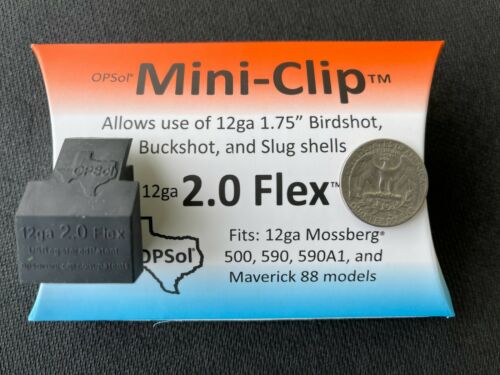 OPSol® Mini-Clip™
Allows use of 12ga 1.75" Birdshot,
Buckshot, and Slug shells
12ga 2.0 Flex™
Fits: 12ga Mossberg®
500, 590, 590A1, and
Maverick 88 models
OPSol®
OPSol
12ga 2.0 Flex